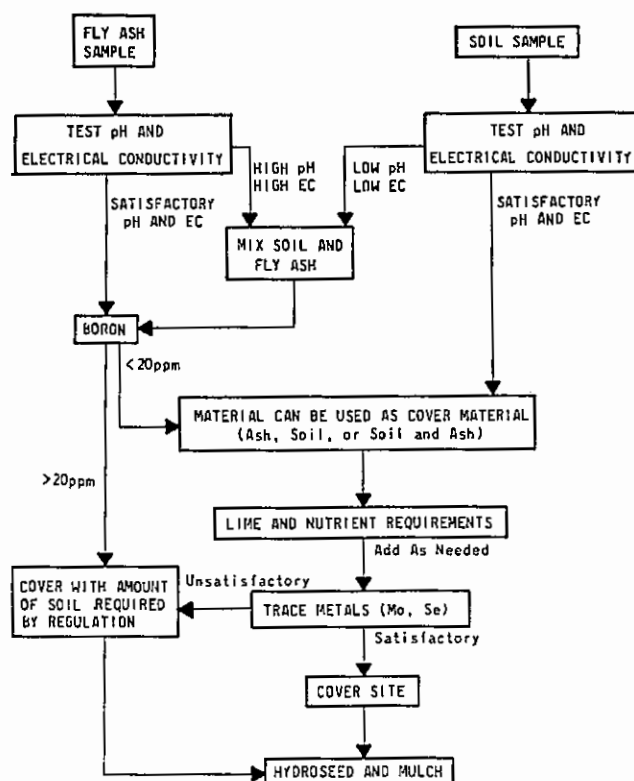 FLY ASH
SAMPLE
SOIL SAMPLE
TEST pH AND
ELECTRICAL CONDUCTIVITY
TEST pH AND
ELECTRICAL CONDUCTIVITY
HIGH pH
HIGH EC
LOW pH
LOW EC
SATISFACTORY
pH AND EC
SATISFACTORY
pH AND EC
MIX SOIL AND
FLY ASH
BORON
<20ppm
MATERIAL CAN BE USED AS COVER MATERIAL
(Ash, Soil, or Soil and Ash)
>20ppm
LIME AND NUTRIENT REQUIREMENTS
Add As Needed
COVER WITH AMOUNT
OF SOIL REQUIRED
BY REGULATION
Unsatisfactory
TRACE METALS (Mo, Se)
Satisfactory
COVER SITE
HYDROSEED AND MULCH